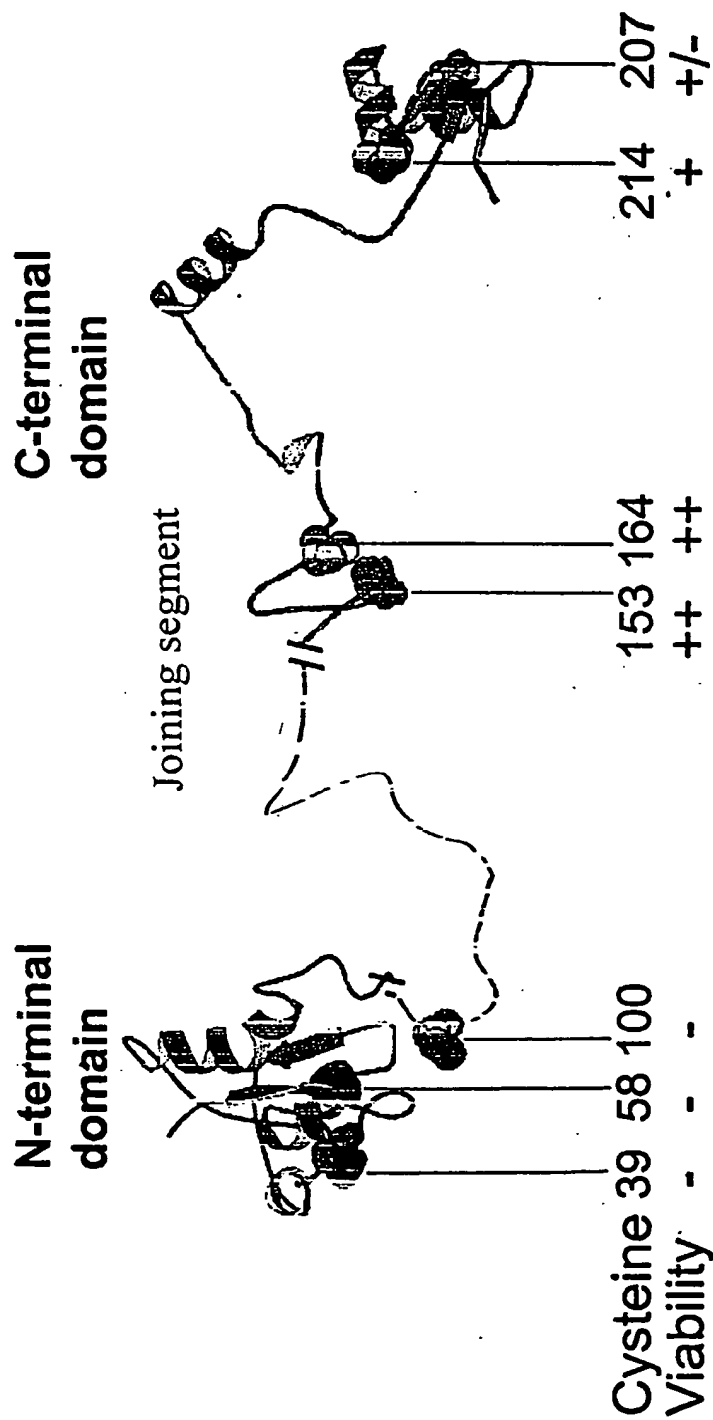 N-terminal
domain
Joining segment
C-terminal
domain
Cysteine 39 58 100 153 164 214 207
Viability - - - ++ ++ + +/-